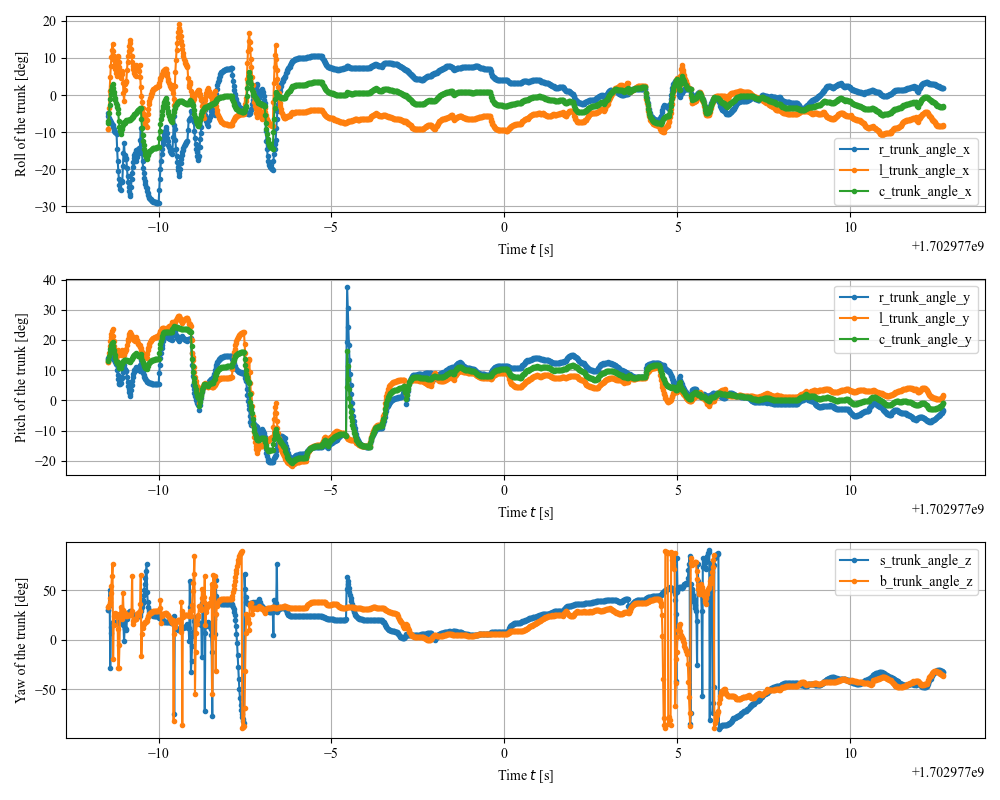 20
10
0
−10
−20
−30
Roll of the trunk [deg]
r_trunk_angle_x
l_trunk_angle_x
c_trunk_angle_x
−10
−5
0
5
10
Time t [s]
+1.702977e9
40
30
20
10
0
−10
−20
Pitch of the trunk [deg]
r_trunk_angle_y
l_trunk_angle_y
c_trunk_angle_y
−10
−5
0
5
10
Time t [s]
+1.702977e9
50
0
−50
Yaw of the trunk [deg]
s_trunk_angle_z
b_trunk_angle_z
−10
−5
0
5
10
Time t [s]
+1.702977e9